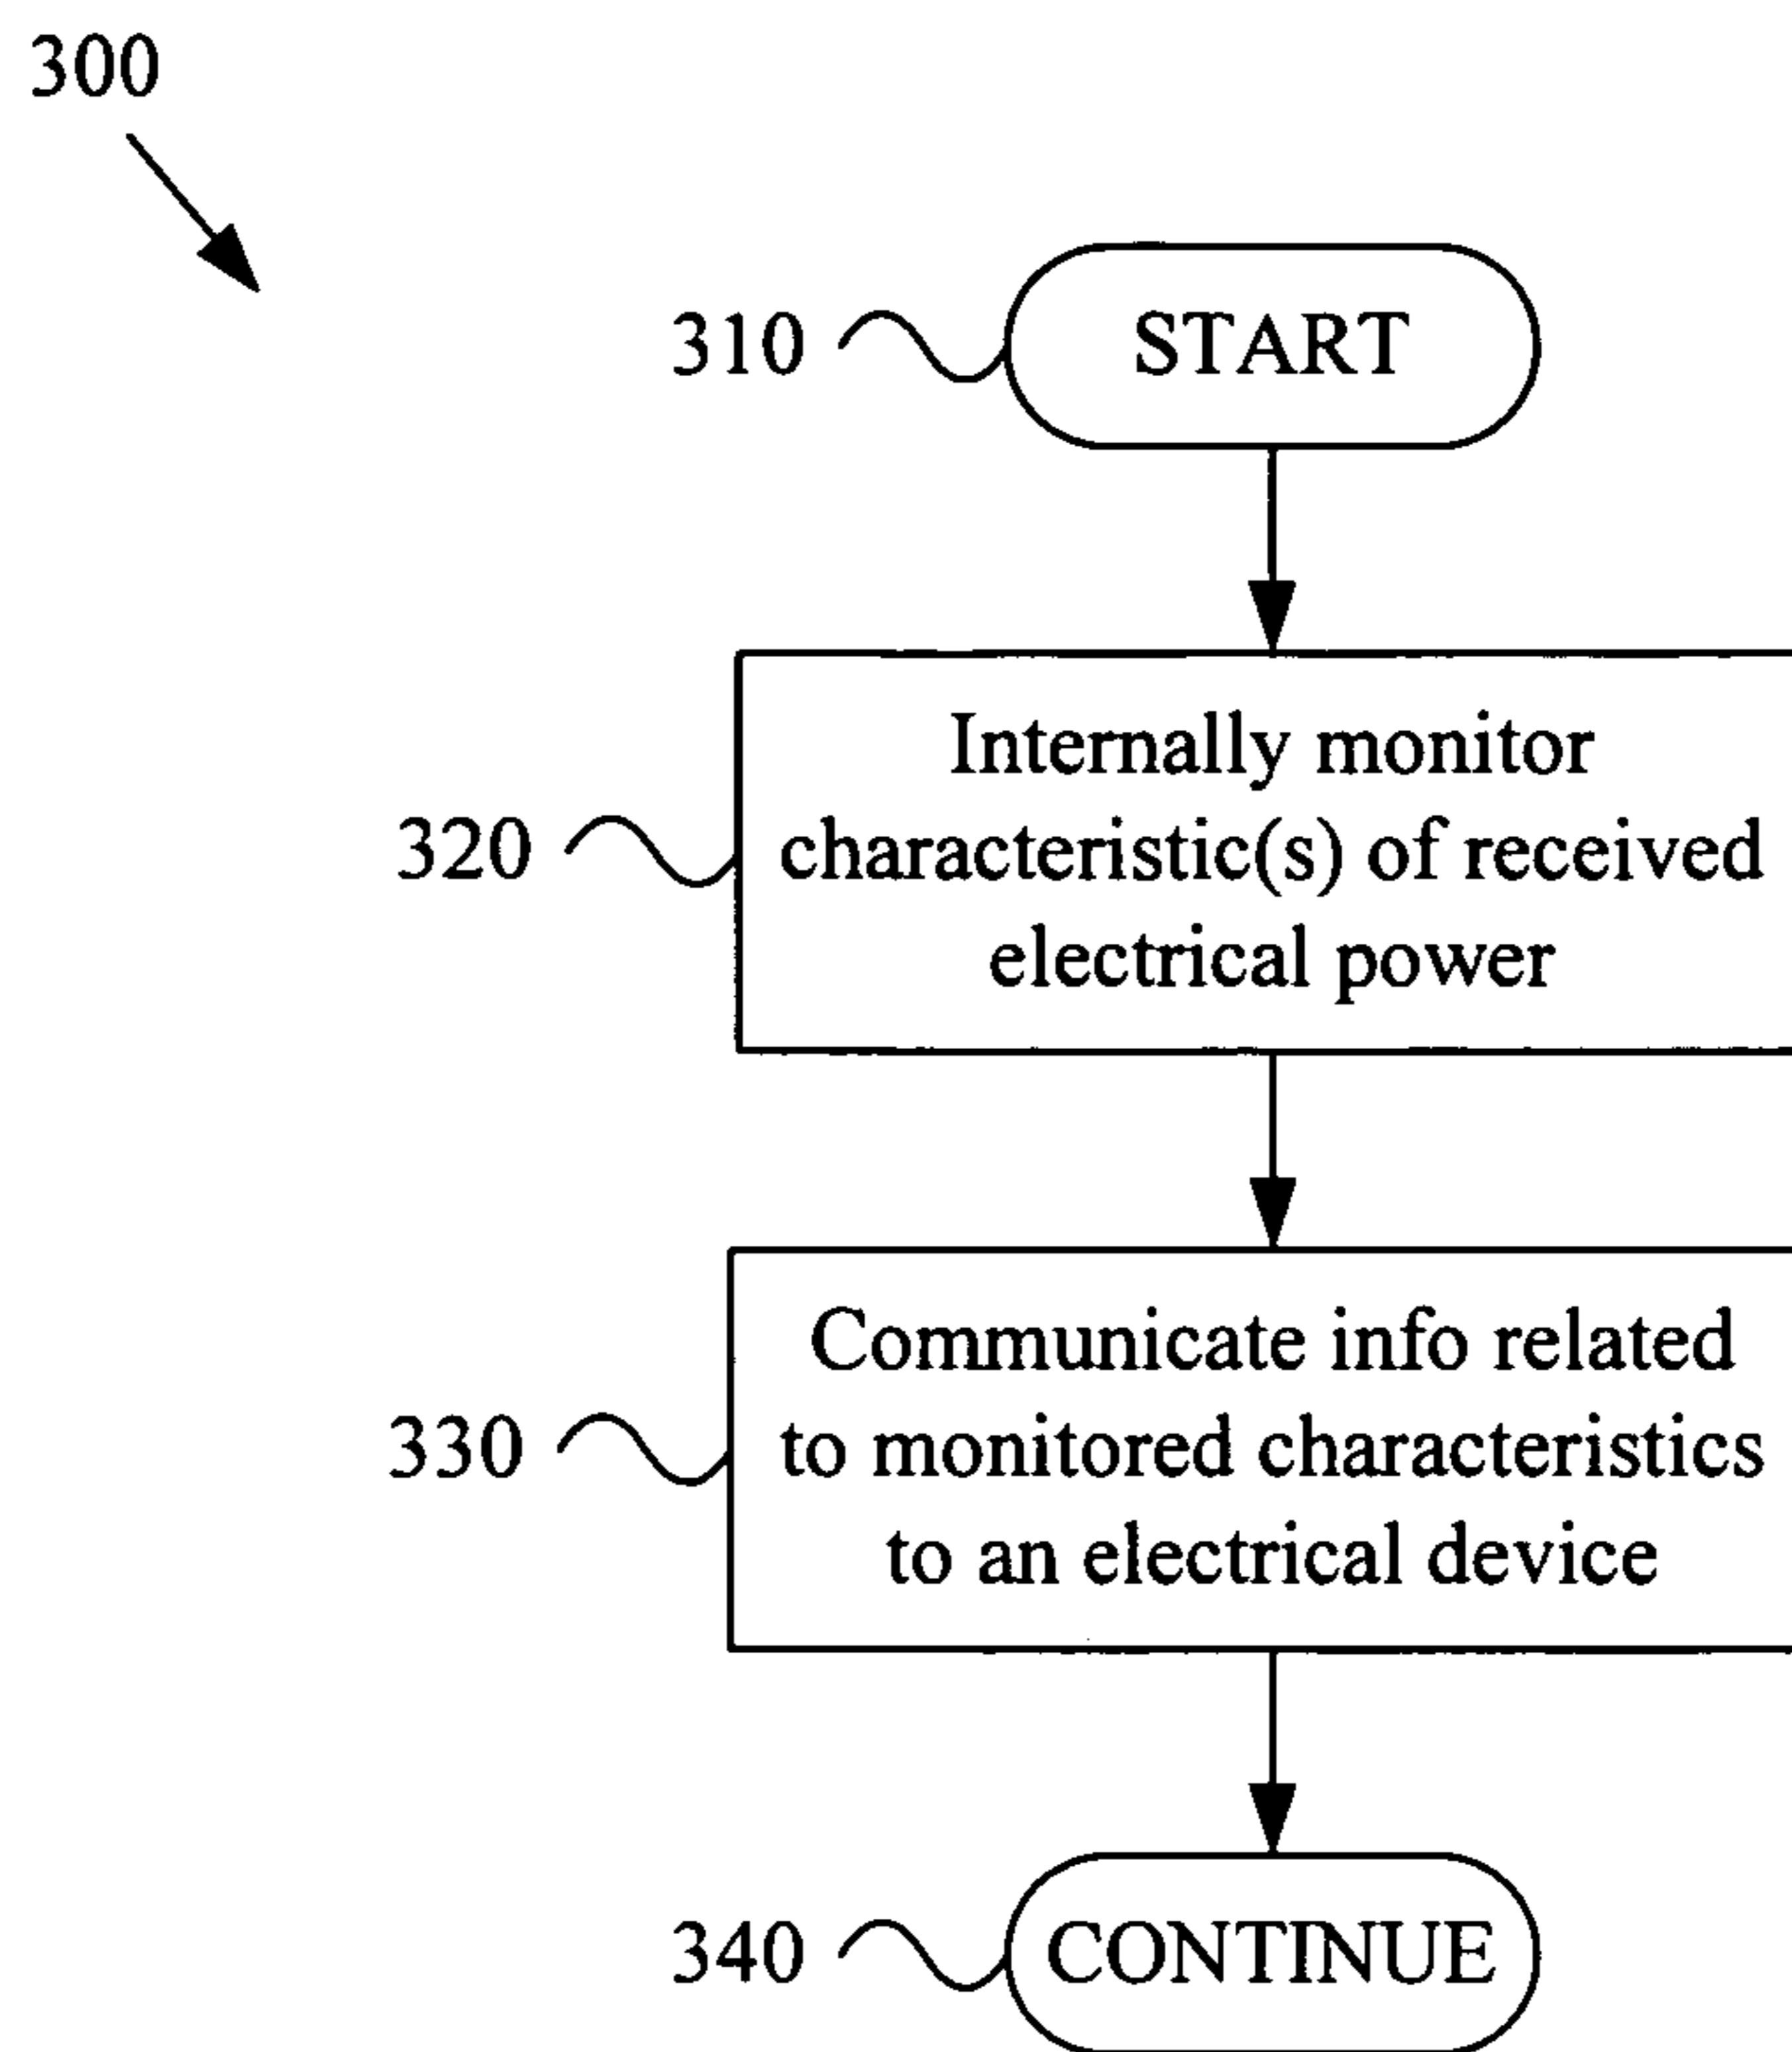 300
310
START
320
Internally monitor
characteristic(s) of received
electrical power
330
Communicate info related
to monitored characteristics
to an electrical device
340
CONTINUE